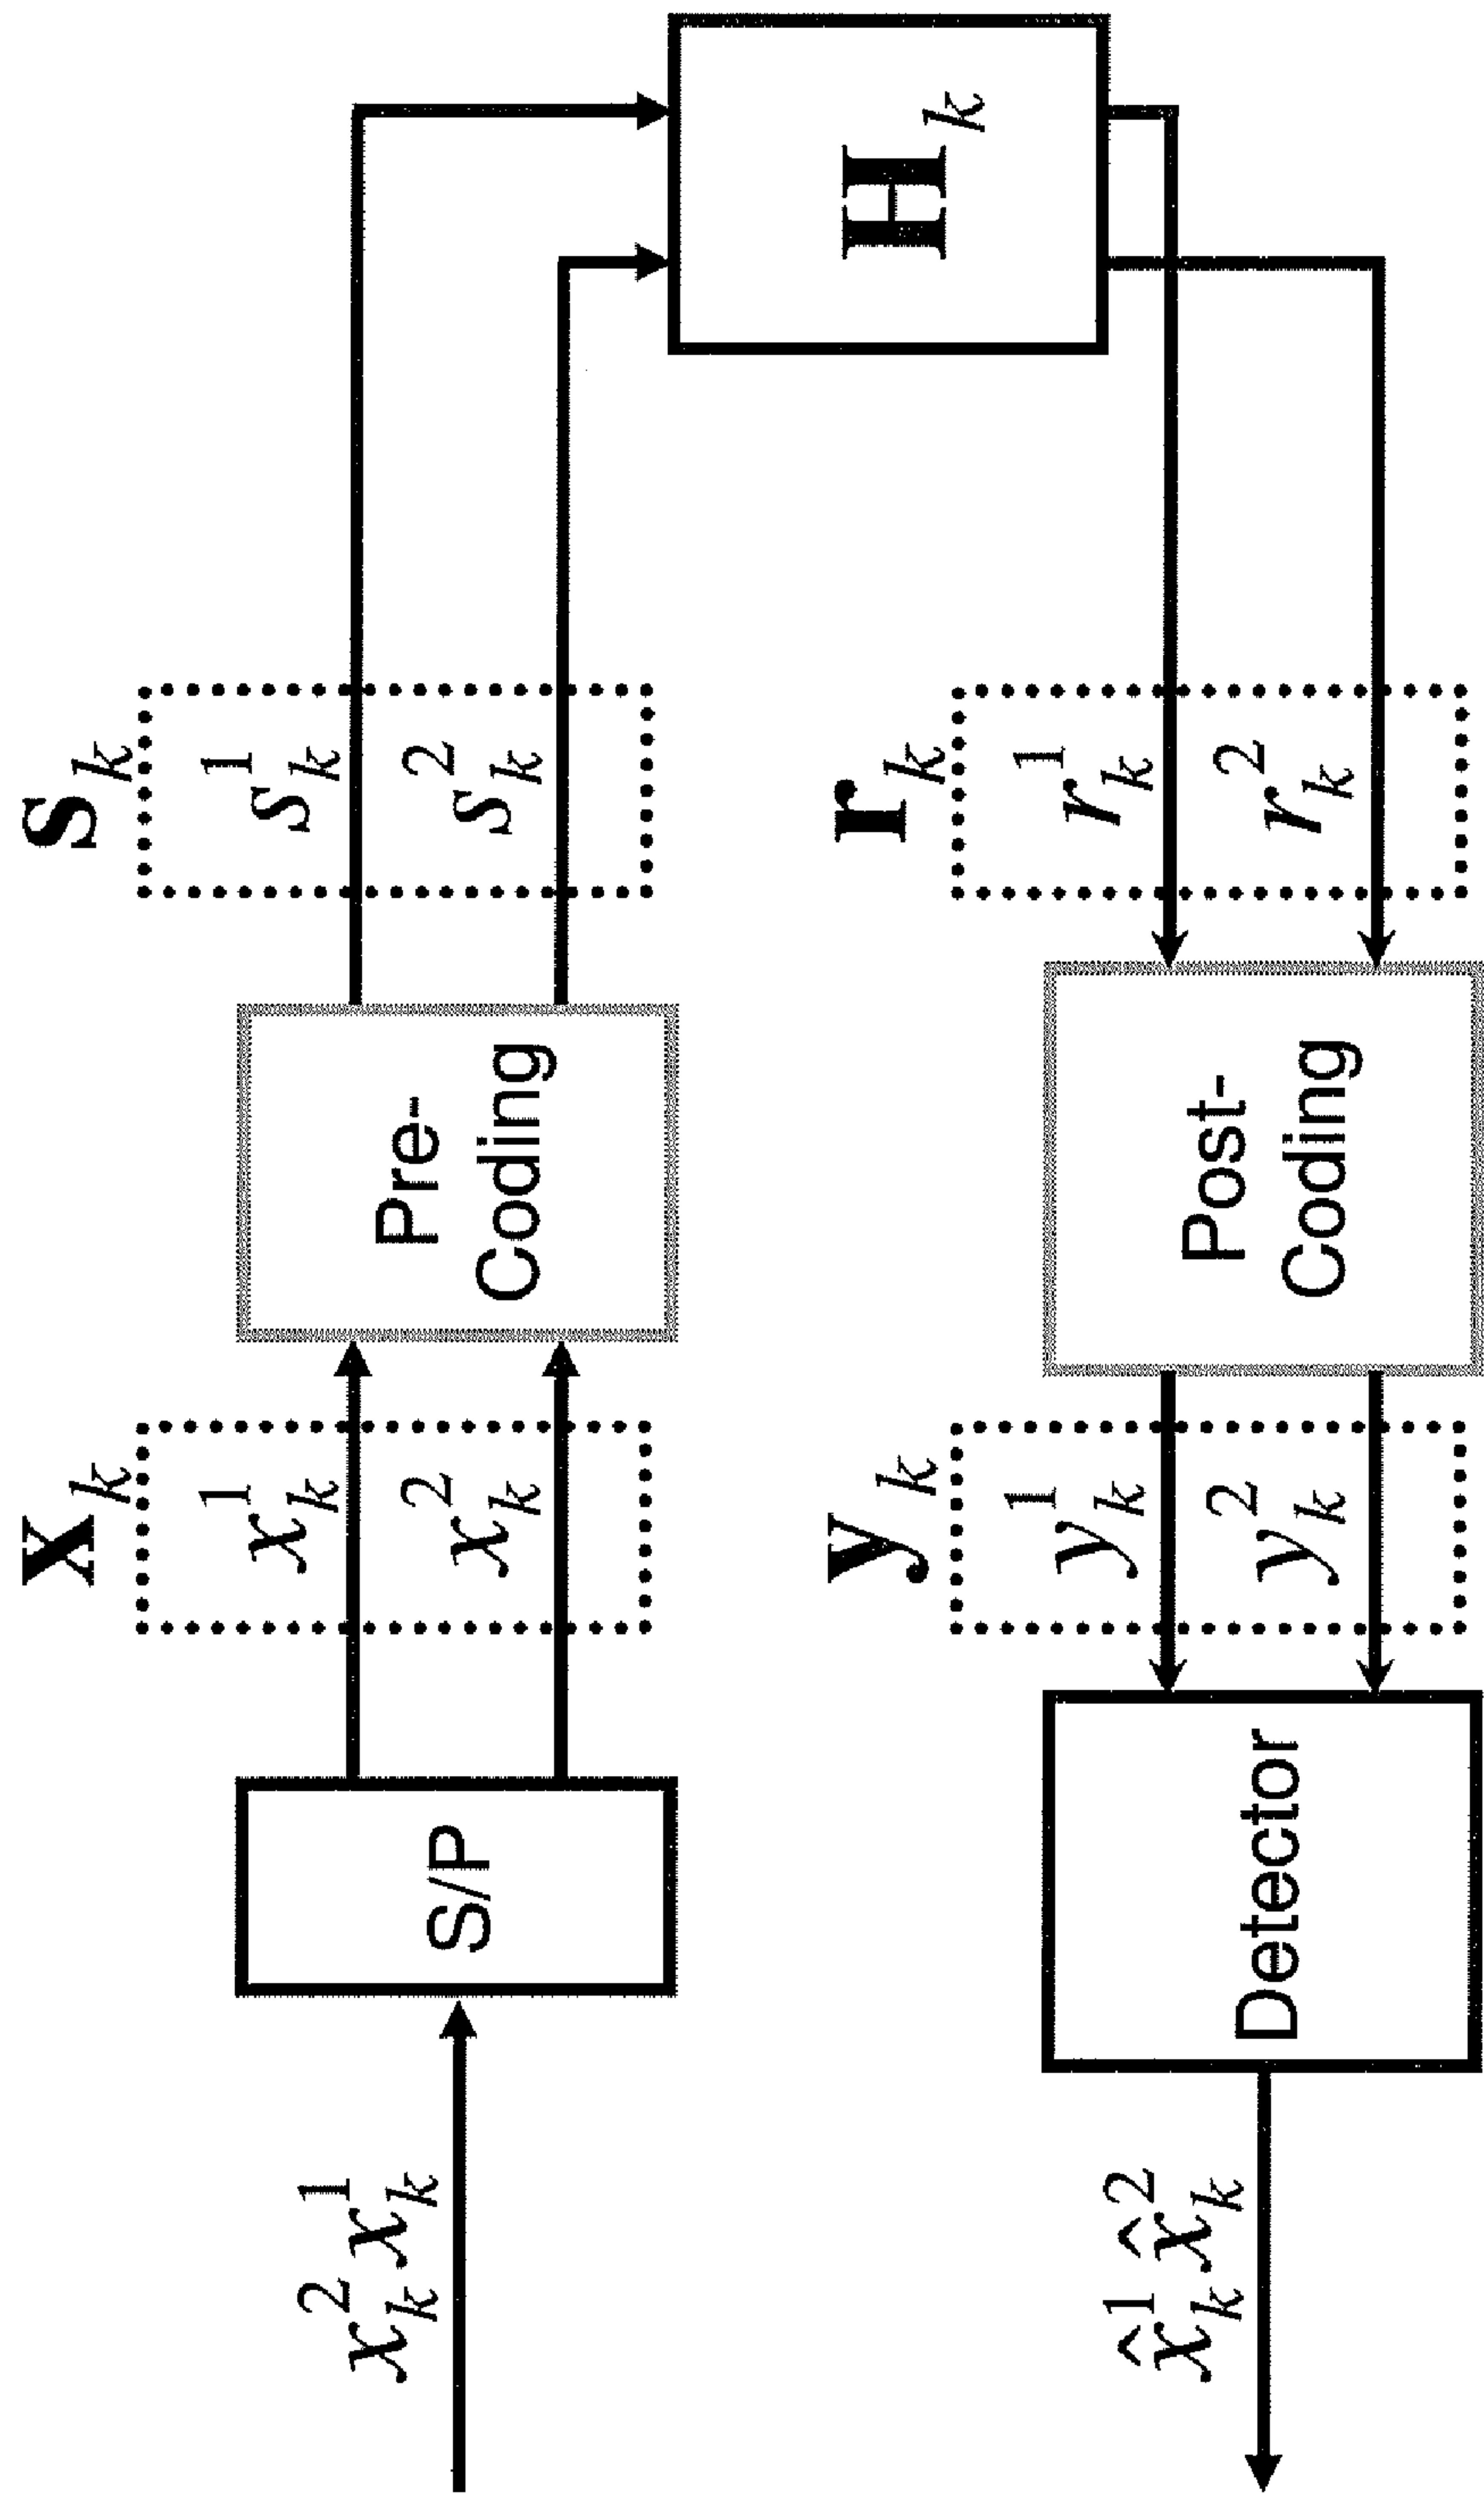 x_k^2 x_k^1
S/P
x_k
x_k^1
x_k^2
Pre-
Coding
s_k
s_k^1
s_k^2
H_k
r_k
r_k^1
r_k^2
Post-
Coding
y_k
y_k^1
y_k^2
Detector
x̂_k^1 x̂_k^2